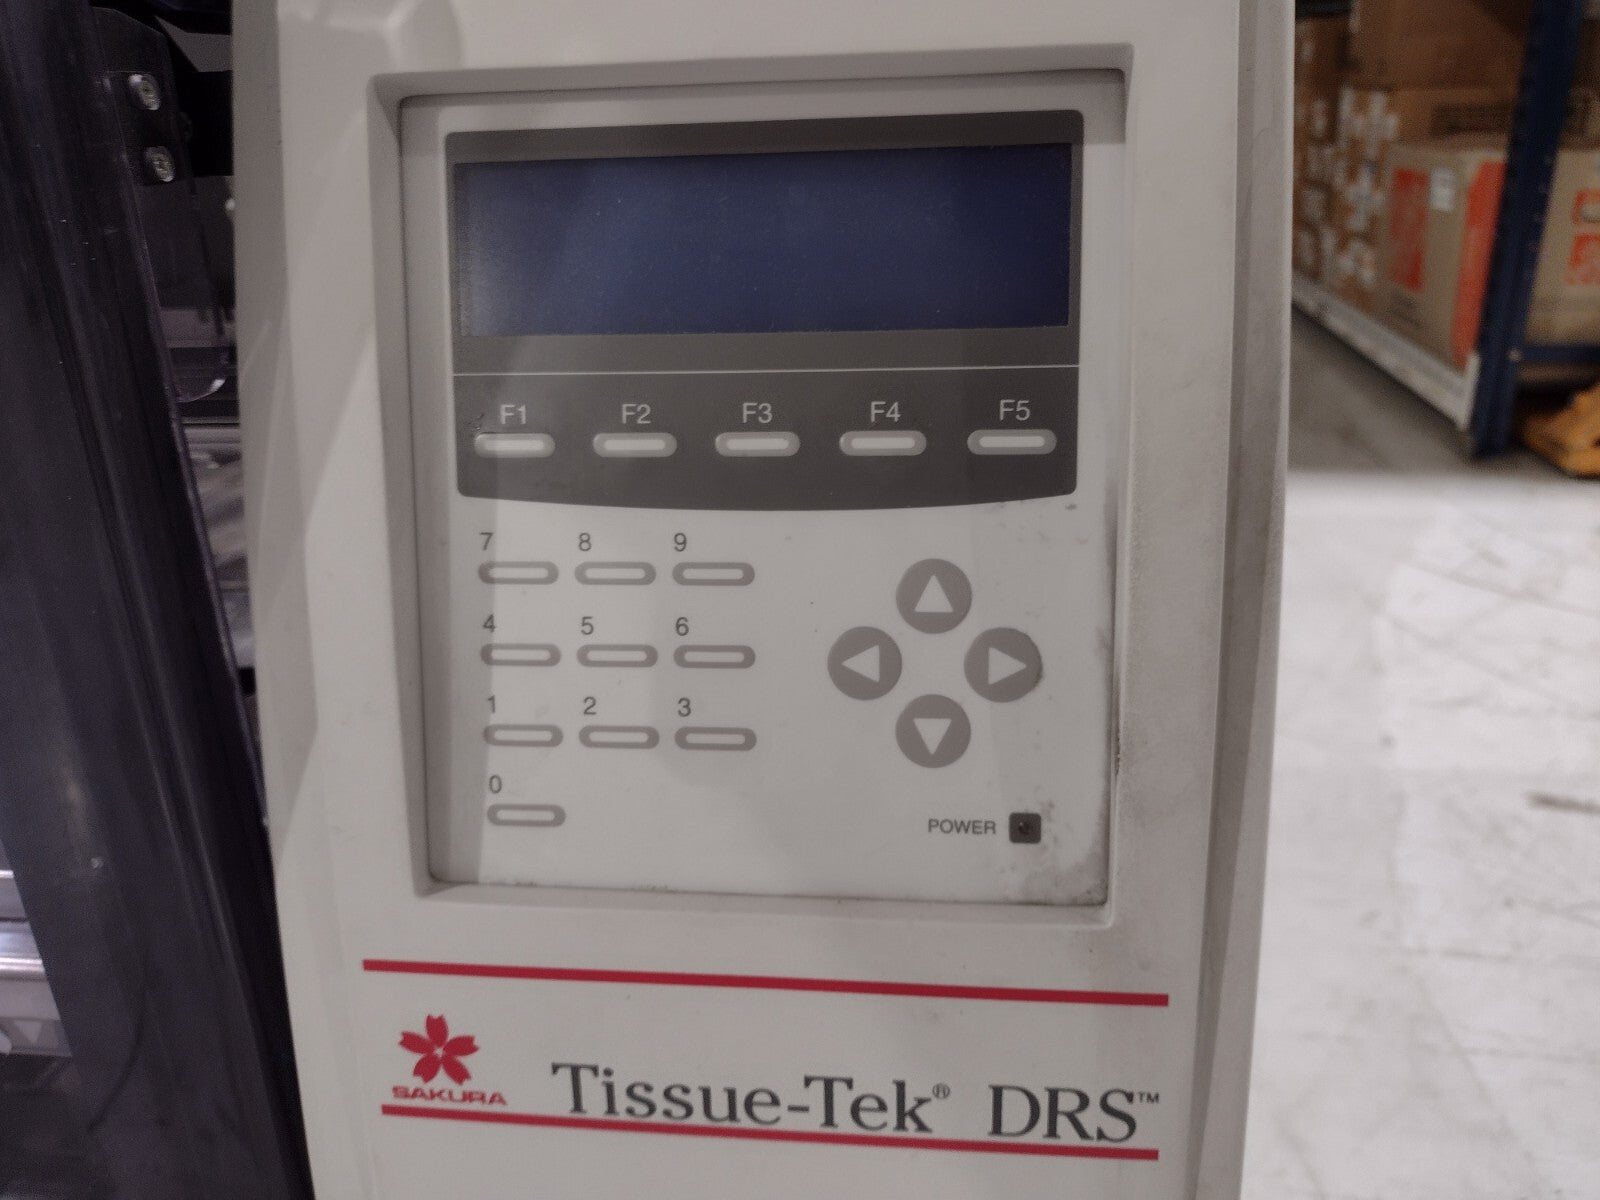 F1 F2 F3 F4 F5
7 8 9
4 5 6
1 2 3
0
POWER
SAKURA
Tissue-Tek® DRS™